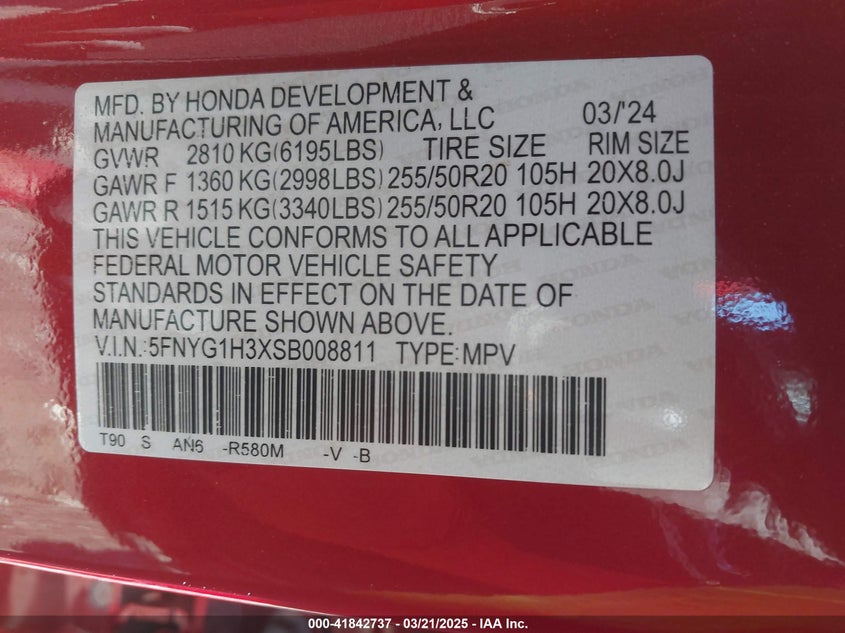 MFD. BY HONDA DEVELOPMENT &
MANUFACTURING OF AMERICA, LLC 03/'24
GVWR 2810 KG(6195LBS) TIRE SIZE RIM SIZE
GAWR F 1360 KG(2998LBS) 255/50R20 105H 20X8.0J
GAWR R 1515 KG(3340LBS) 255/50R20 105H 20X8.0J
THIS VEHICLE CONFORMS TO ALL APPLICABLE
FEDERAL MOTOR VEHICLE SAFETY
STANDARDS IN EFFECT ON THE DATE OF
MANUFACTURE SHOWN ABOVE.
V.I.N.:5FNYG1H3XSB008811 TYPE:MPV
T90 S AN6 -R580M -V -B
000-41842737 - 03/21/2025 - IAA Inc.